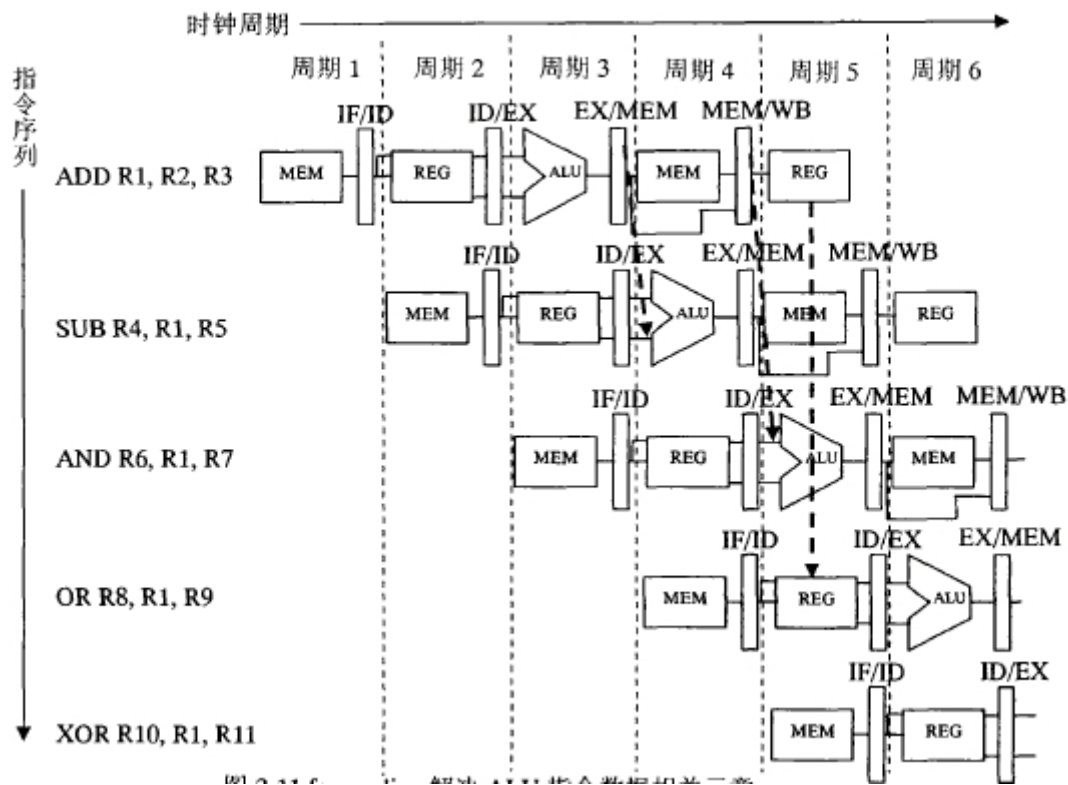 时钟周期
周期 1 周期 2 周期 3 周期 4 周期 5 周期 6
指令序列
IF/ID ID/EX EX/MEM MEM/WB
ADD R1, R2, R3 MEM REG ALU MEM REG
IF/ID ID/EX EX/MEM MEM/WB
SUB R4, R1, R5 MEM REG ALU MEM REG
IF/ID ID/EX EX/MEM MEM/WB
AND R6, R1, R7 MEM REG ALU MEM
IF/ID ID/EX EX/MEM
OR R8, R1, R9 MEM REG ALU
IF/ID ID/EX
XOR R10, R1, R11 MEM REG